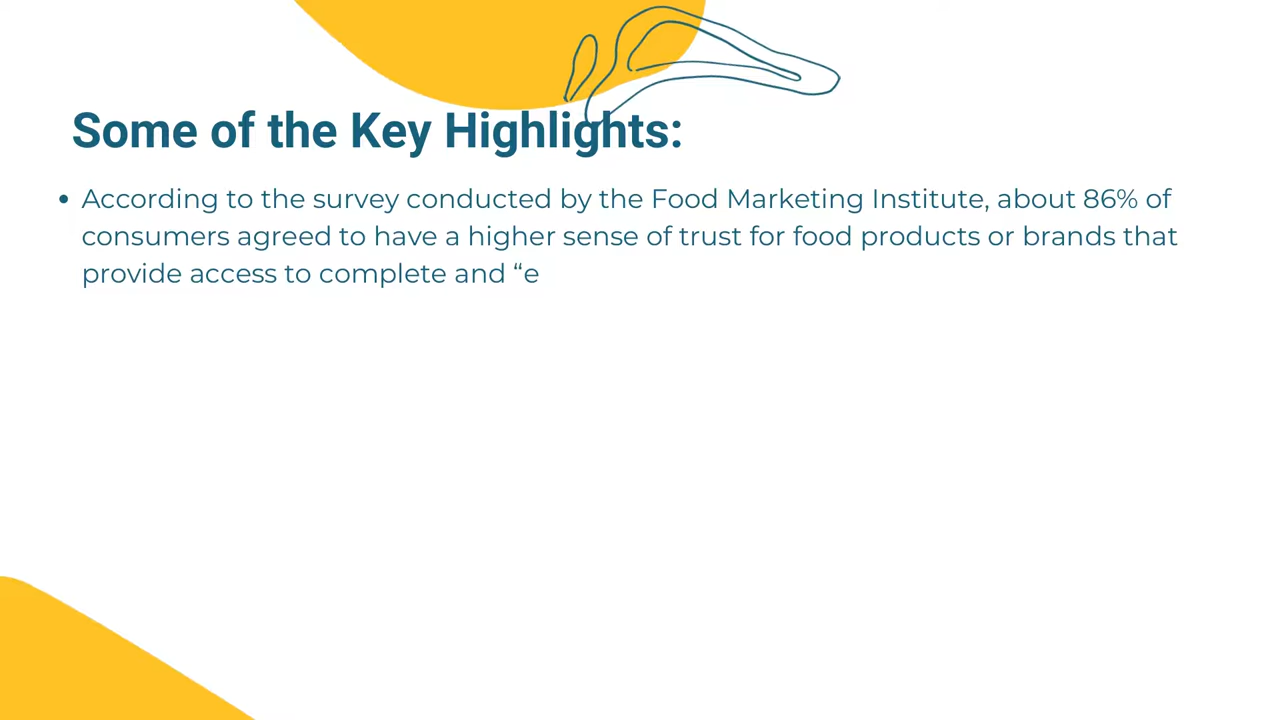 Some of the Key Highlights:
• According to the survey conducted by the Food Marketing Institute, about 86% of
consumers agreed to have a higher sense of trust for food products or brands that
provide access to complete and “e